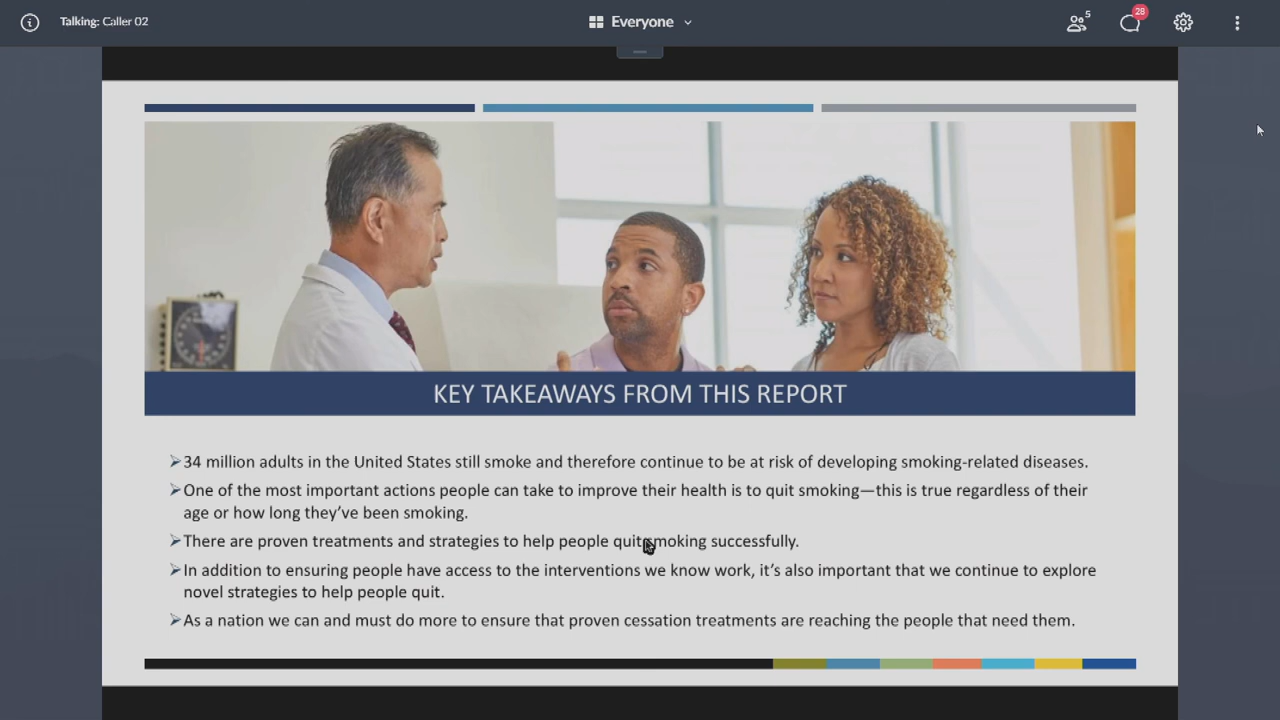 Talking: Caller 02
Everyone
5
28
KEY TAKEAWAYS FROM THIS REPORT
34 million adults in the United States still smoke and therefore continue to be at risk of developing smoking-related diseases.
One of the most important actions people can take to improve their health is to quit smoking—this is true regardless of their
age or how long they’ve been smoking.
There are proven treatments and strategies to help people quit smoking successfully.
In addition to ensuring people have access to the interventions we know work, it’s also important that we continue to explore
novel strategies to help people quit.
As a nation we can and must do more to ensure that proven cessation treatments are reaching the people that need them.